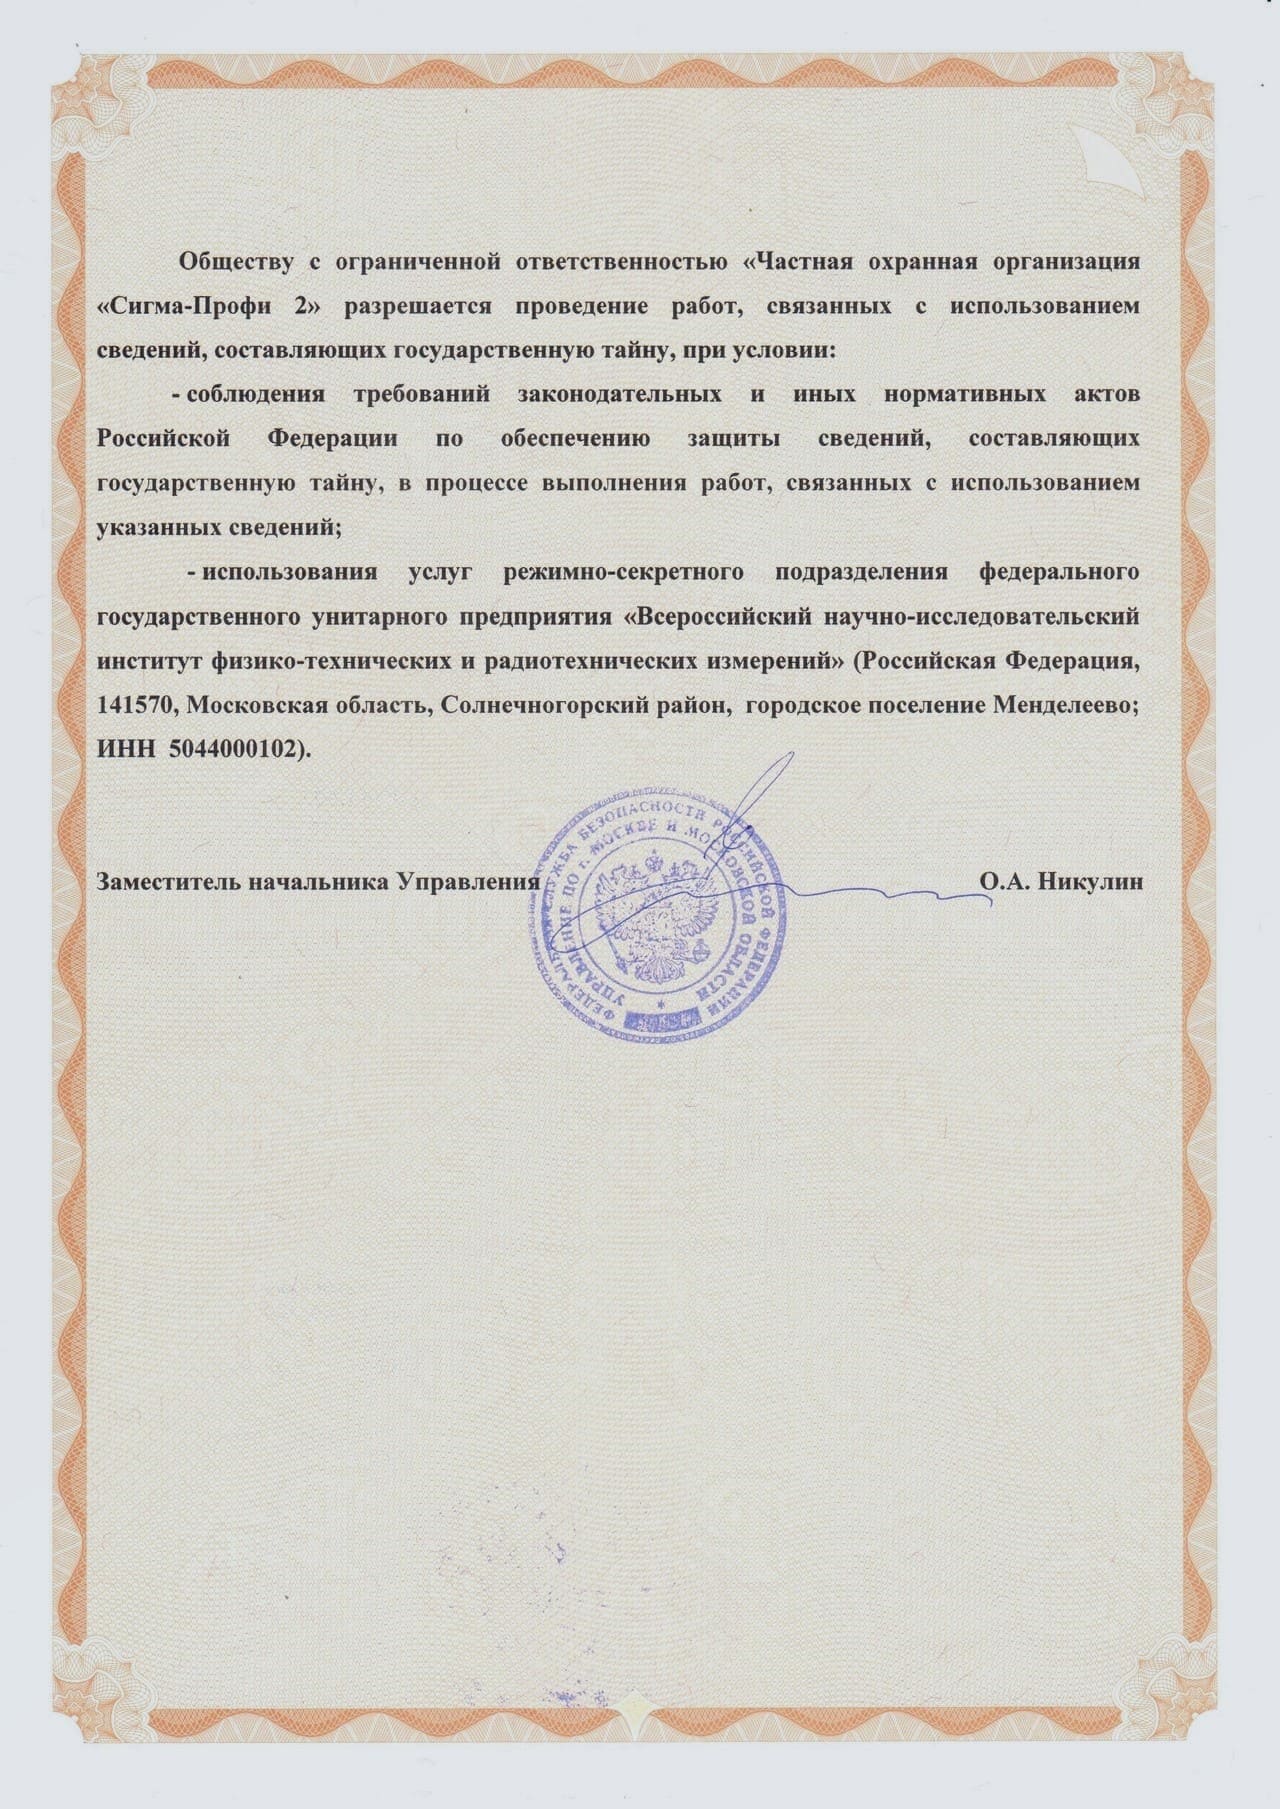 Обществу с ограниченной ответственностью «Частная охранная организация
«Сигма-Профи 2» разрешается проведение работ, связанных с использованием
сведений, составляющих государственную тайну, при условии:
- соблюдения требований законодательных и иных нормативных актов
Российской Федерации по обеспечению защиты сведений, составляющих
государственную тайну, в процессе выполнения работ, связанных с использованием
указанных сведений;
- использования услуг режимно-секретного подразделения федерального
государственного унитарного предприятия «Всероссийский научно-исследовательский
институт физико-технических и радиотехнических измерений» (Российская Федерация,
141570, Московская область, Солнечногорский район, городское поселение Менделеево;
ИНН 5044000102).
Заместитель начальника Управления
О.А. Никулин
ФЕДЕРАЛЬНАЯ СЛУЖБА БЕЗОПАСНОСТИ РОССИЙСКОЙ ФЕДЕРАЦИИ
УПРАВЛЕНИЕ ПО г. МОСКВЕ И МОСКОВСКОЙ ОБЛАСТИ